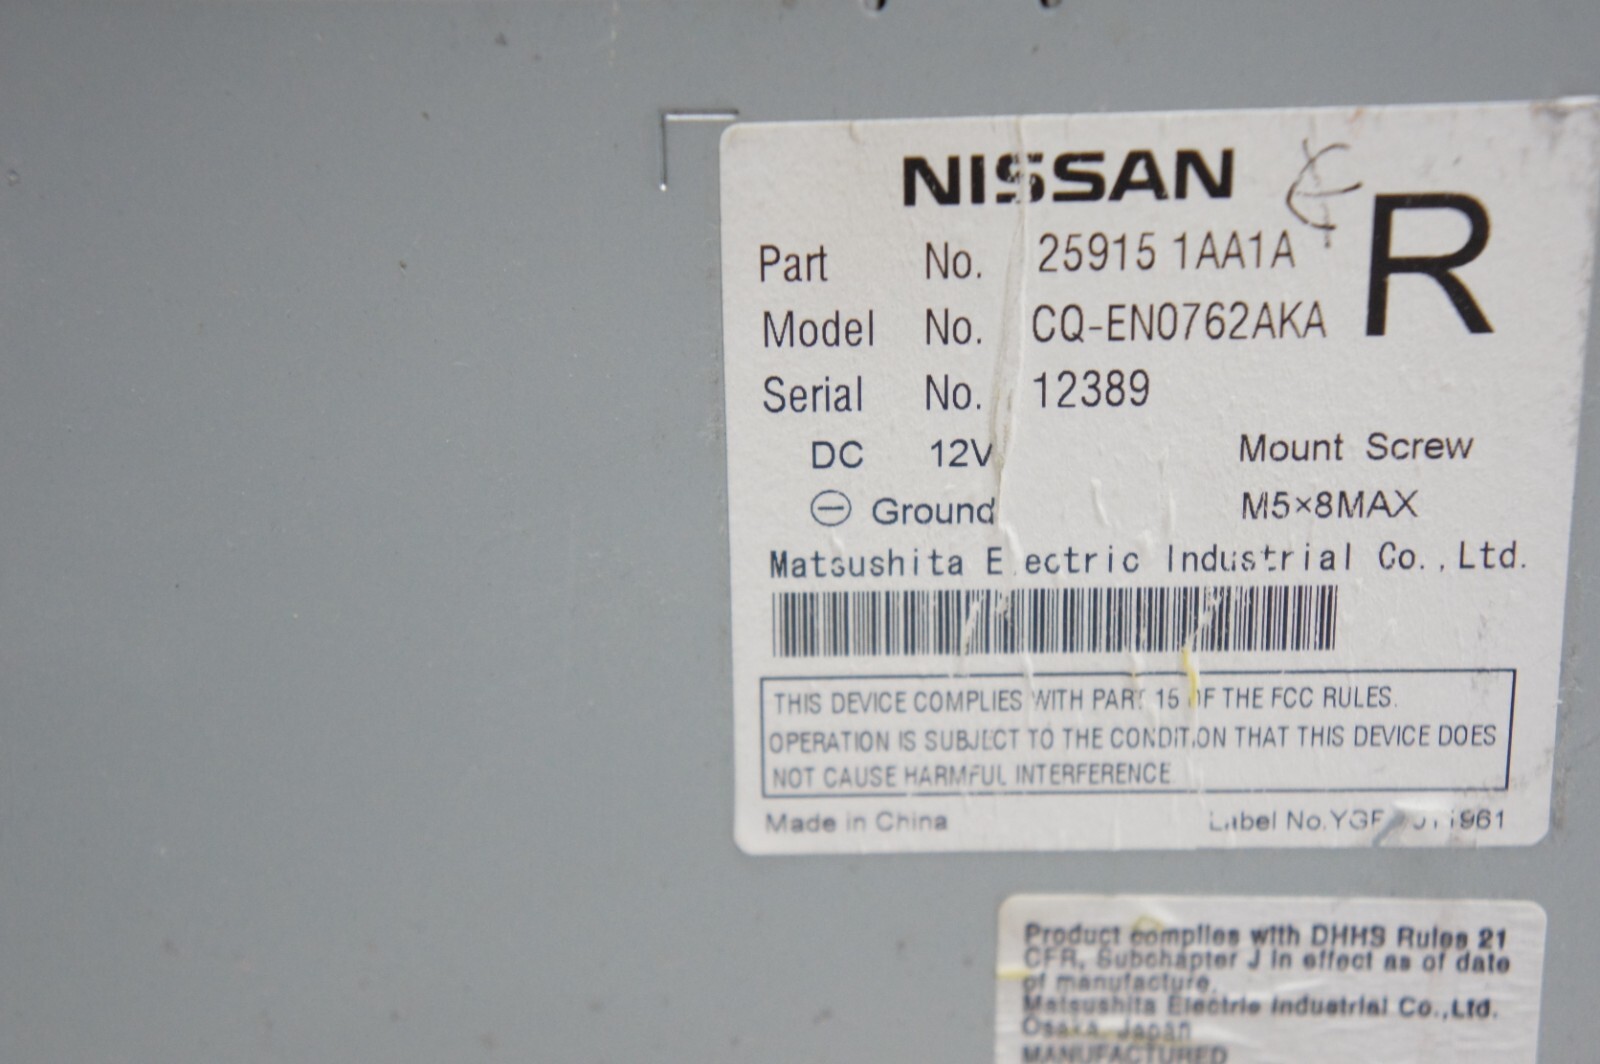 NISSAN
R
Part No. 25915 1AA1A
Model No. CQ-EN0762AKA
Serial No. 12389
DC 12V Mount Screw
⊖ Ground M5×8MAX
Matsushita Electric Industrial Co., Ltd.
THIS DEVICE COMPLIES WITH PART 15 OF THE FCC RULES.
OPERATION IS SUBJECT TO THE CONDITION THAT THIS DEVICE DOES
NOT CAUSE HARMFUL INTERFERENCE
Made in China Label No.
Product complies with DHHS Rules 21
CFR, Subchapter J in effect as of date
of manufacture.
Matsushita Electric Industrial Co.,Ltd.
Osaka, Japan
MANUFACTURED